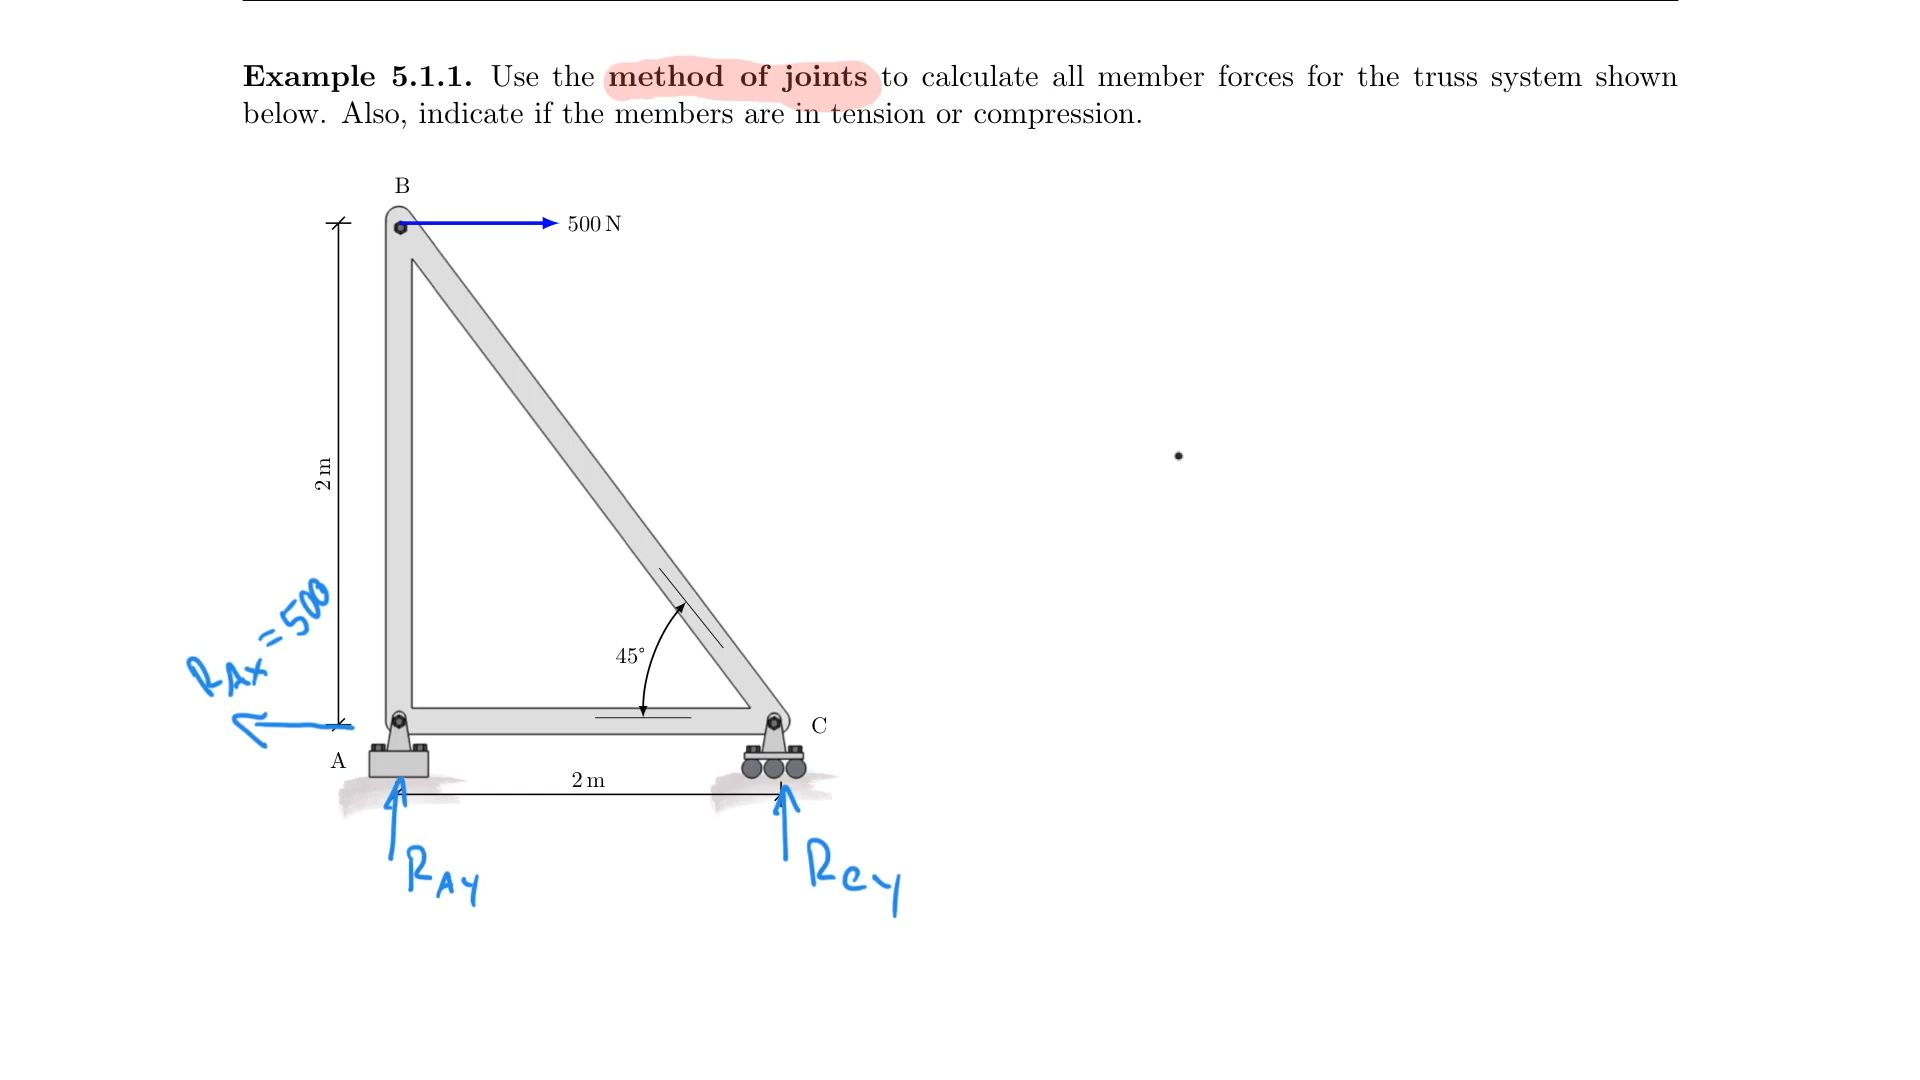 Example 5.1.1. Use the method of joints to calculate all member forces for the truss system shown
below. Also, indicate if the members are in tension or compression.
B
500 N
2 m
RAX = 500
45°
C
A
2 m
RAY
RCY